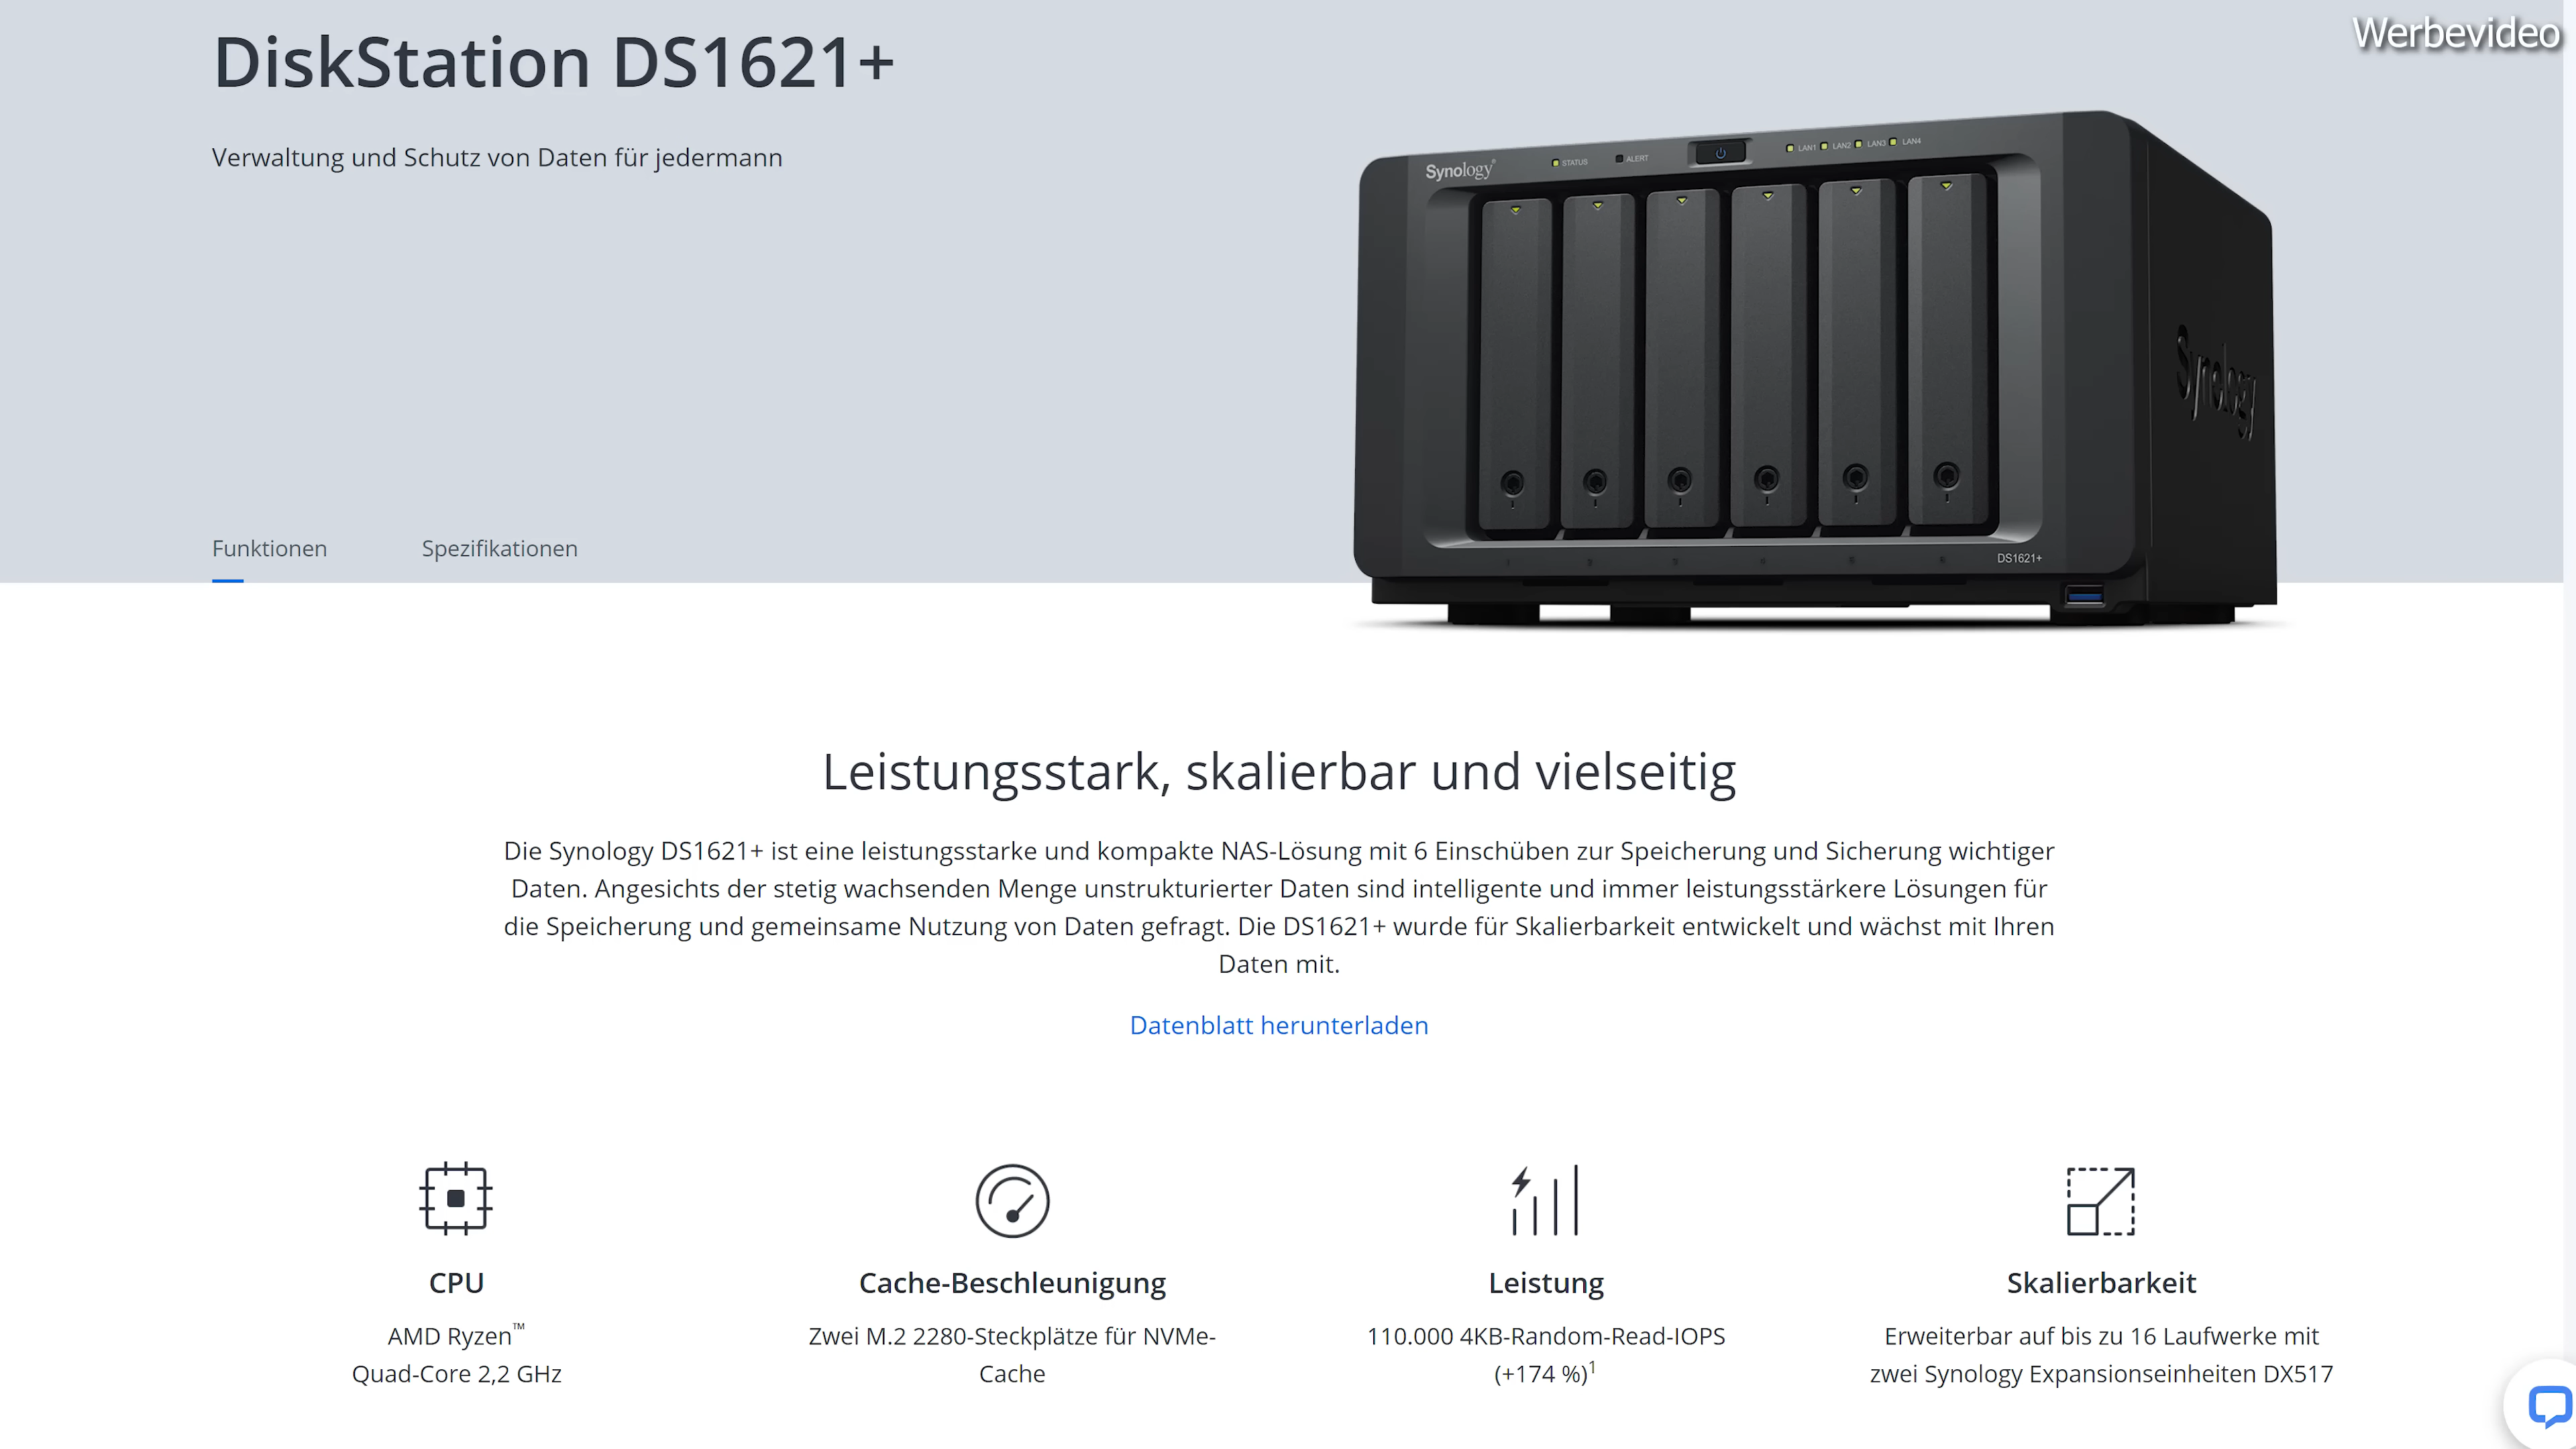 DiskStation DS1621+
Werbevideo
Verwaltung und Schutz von Daten für jedermann
Synology®
STATUS
ALERT
LAN1
LAN2
LAN3
LAN4
Synology
DS1621+
Funktionen
Spezifikationen
Leistungsstark, skalierbar und vielseitig
Die Synology DS1621+ ist eine leistungsstarke und kompakte NAS-Lösung mit 6 Einschüben zur Speicherung und Sicherung wichtiger
Daten. Angesichts der stetig wachsenden Menge unstrukturierter Daten sind intelligente und immer leistungsstärkere Lösungen für
die Speicherung und gemeinsame Nutzung von Daten gefragt. Die DS1621+ wurde für Skalierbarkeit entwickelt und wächst mit Ihren
Daten mit.
Datenblatt herunterladen
CPU
AMD Ryzen™
Quad-Core 2,2 GHz
Cache-Beschleunigung
Zwei M.2 2280-Steckplätze für NVMe-
Cache
Leistung
110.000 4KB-Random-Read-IOPS
(+174 %)¹
Skalierbarkeit
Erweiterbar auf bis zu 16 Laufwerke mit
zwei Synology Expansionseinheiten DX517